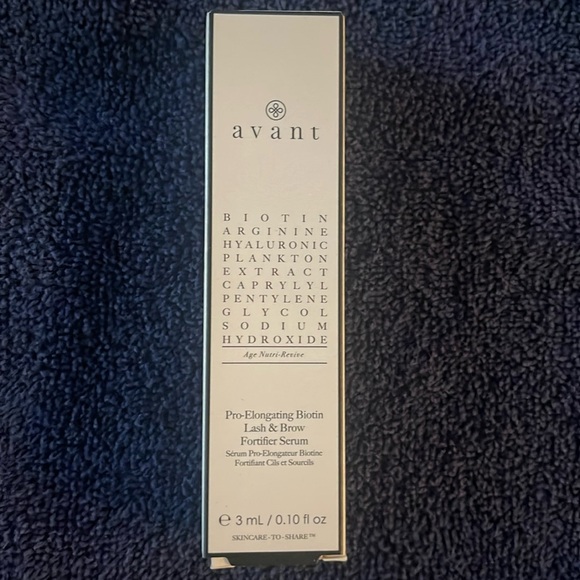 avant
BIOTIN
ARGININE
HYALURONIC
PLANKTON
EXTRACT
CAPRYLYL
PENTYLENE
GLYCOL
SODIUM
HYDROXIDE
Age Nutri-Revive
Pro-Elongating Biotin
Lash & Brow
Fortifier Serum
Sérum Pro-Elongateur Biotine
Fortifiant Cils et Sourcils
℮ 3 mL / 0.10 fl oz
SKINCARE-TO-SHARE™